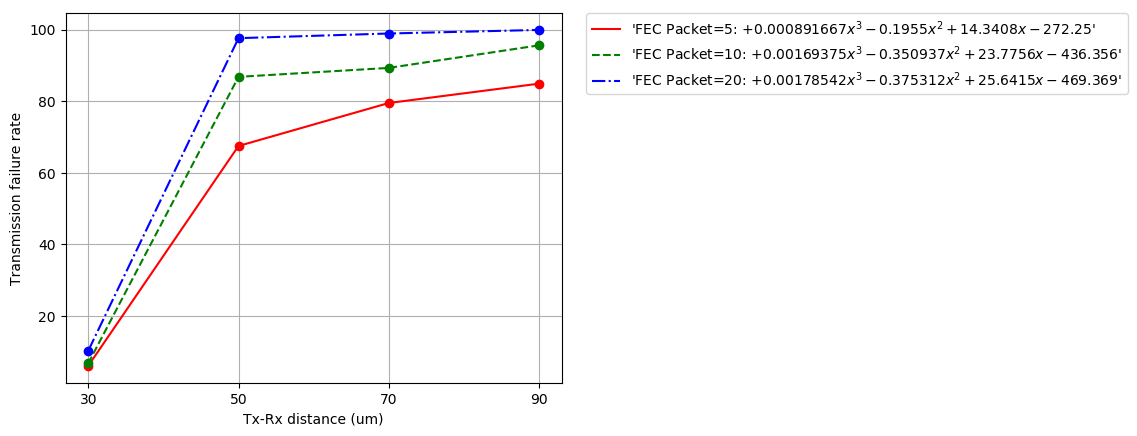 'FEC Packet=5: +0.000891667x³ − 0.1955x² + 14.3408x − 272.25'
'FEC Packet=10: +0.00169375x³ − 0.350937x² + 23.7756x − 436.356'
'FEC Packet=20: +0.00178542x³ − 0.375312x² + 25.6415x − 469.369'
Transmission failure rate
100
80
60
40
20
30 50 70 90
Tx-Rx distance (um)